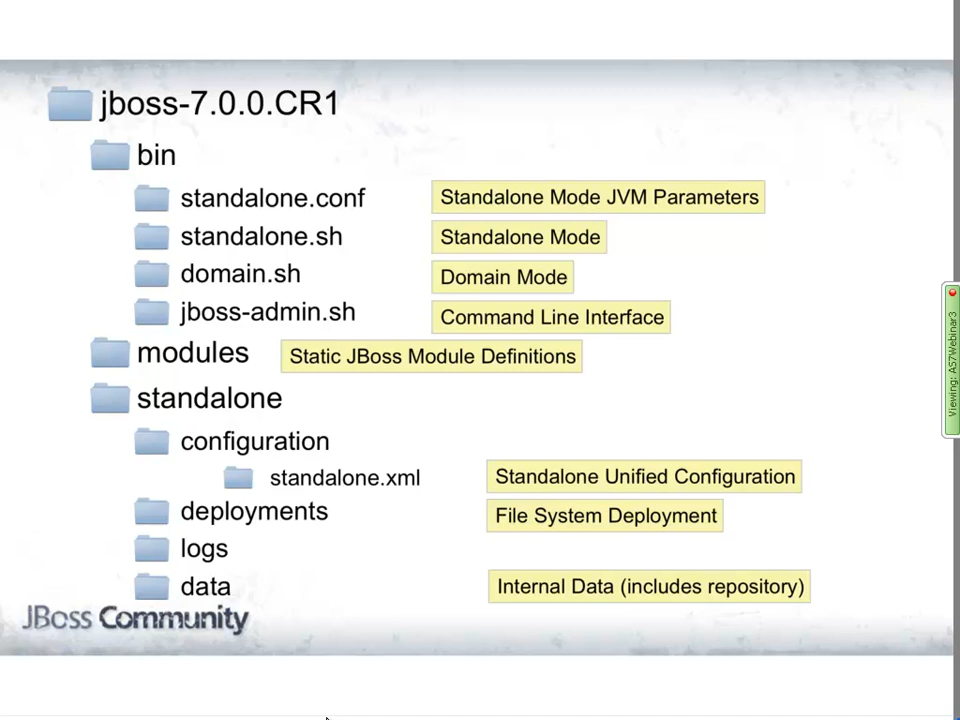 jboss-7.0.0.CR1
bin
standalone.conf Standalone Mode JVM Parameters
standalone.sh Standalone Mode
domain.sh Domain Mode
jboss-admin.sh Command Line Interface
modules Static JBoss Module Definitions
standalone
configuration
standalone.xml Standalone Unified Configuration
deployments File System Deployment
logs
data Internal Data (includes repository)
JBoss Community
Viewing: AS7Webinar3